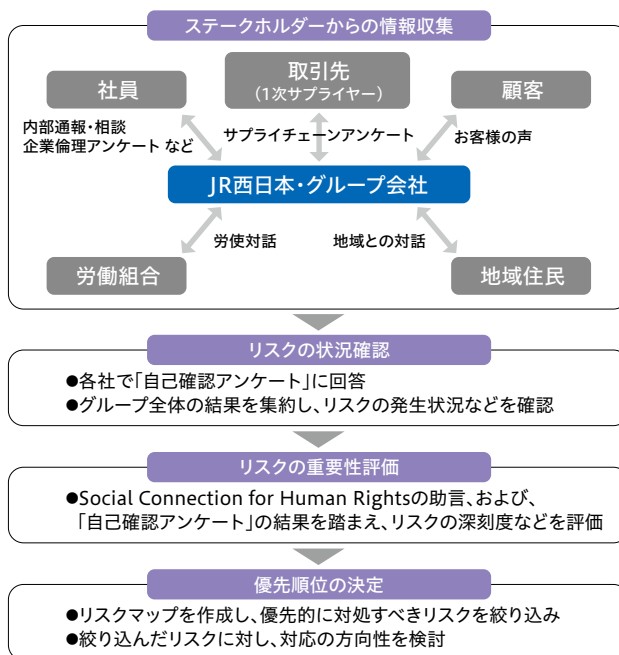 ステークホルダーからの情報収集
社員
取引先
(1次サプライヤー)
顧客
内部通報・相談
企業倫理アンケート など
サプライチェーンアンケート
お客様の声
JR西日本・グループ会社
労使対話
地域との対話
労働組合
地域住民
リスクの状況確認
●各社で「自己確認アンケート」に回答
●グループ全体の結果を集約し、リスクの発生状況などを確認
リスクの重要性評価
●Social Connection for Human Rightsの助言、および、
「自己確認アンケート」の結果を踏まえ、リスクの深刻度などを評価
優先順位の決定
●リスクマップを作成し、優先的に対処すべきリスクを絞り込み
●絞り込んだリスクに対し、対応の方向性を検討